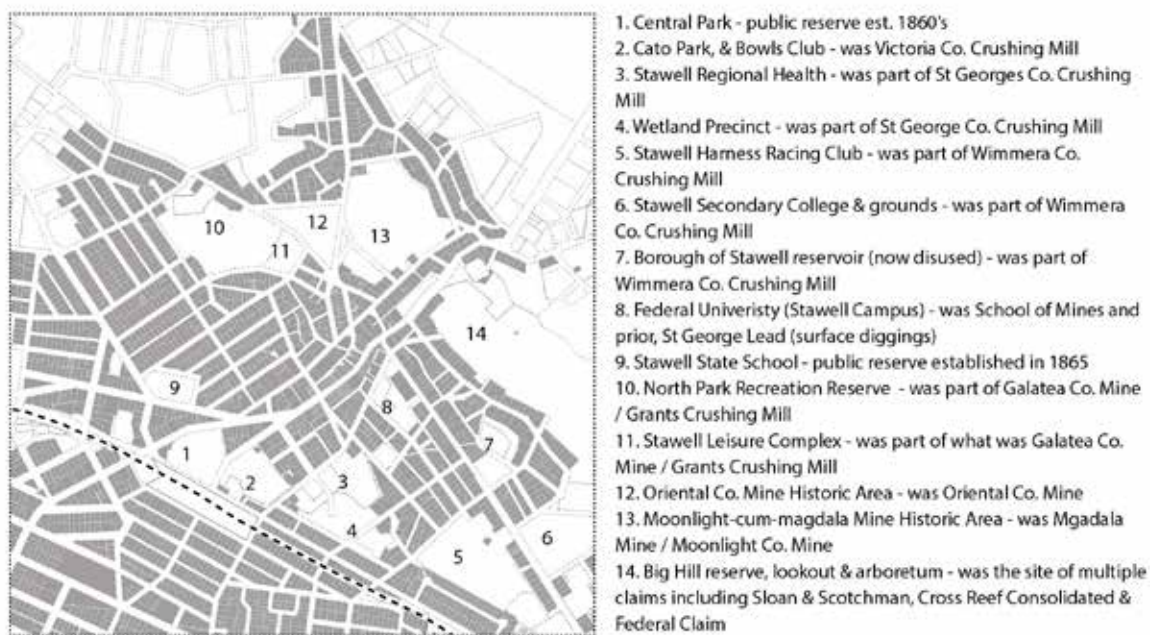 1. Central Park - public reserve est. 1860's
2. Cato Park, & Bowls Club - was Victoria Co. Crushing Mill
3. Stawell Regional Health - was part of St Georges Co. Crushing
Mill
4. Wetland Precinct - was part of St George Co. Crushing Mill
5. Stawell Harness Racing Club - was part of Wimmera Co.
Crushing Mill
6. Stawell Secondary College & grounds - was part of Wimmera
Co. Crushing Mill
7. Borough of Stawell reservoir (now disused) - was part of
Wimmera Co. Crushing Mill
8. Federal Univeristy (Stawell Campus) - was School of Mines and
prior, St George Lead (surface diggings)
9. Stawell State School - public reserve established in 1865
10. North Park Recreation Reserve - was part of Galatea Co. Mine
/ Grants Crushing Mill
11. Stawell Leisure Complex - was part of what was Galatea Co.
Mine / Grants Crushing Mill
12. Oriental Co. Mine Historic Area - was Oriental Co. Mine
13. Moonlight-cum-magdala Mine Historic Area - was Mgadala
Mine / Moonlight Co. Mine
14. Big Hill reserve, lookout & arboretum - was the site of multiple
claims including Sloan & Scotchman, Cross Reef Consolidated &
Federal Claim
10
12
11
13
14
9
8
7
1
2
3
4
5
6